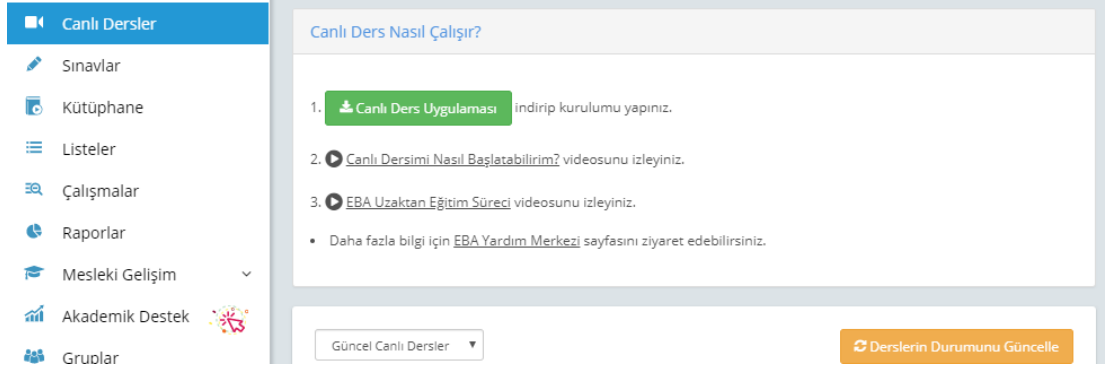 Canlı Dersler
Sınavlar
Kütüphane
Listeler
Çalışmalar
Raporlar
Mesleki Gelişim
Akademik Destek
Gruplar
Canlı Ders Nasıl Çalışır?
1. Canlı Ders Uygulaması indirip kurulumu yapınız.
2. Canlı Dersimi Nasıl Başlatabilirim? videosunu izleyiniz.
3. EBA Uzaktan Eğitim Süreci videosunu izleyiniz.
• Daha fazla bilgi için EBA Yardım Merkezi sayfasını ziyaret edebilirsiniz.
Güncel Canlı Dersler
Derslerin Durumunu Güncelle